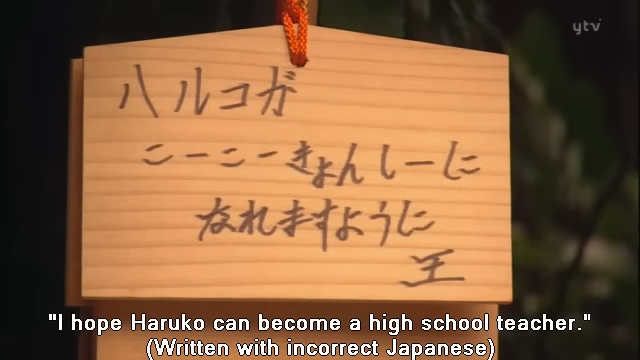 ytv
ハルコガ
こーこーきょんしーに
なれますように
王
"I hope Haruko can become a high school teacher."
(Written with incorrect Japanese)